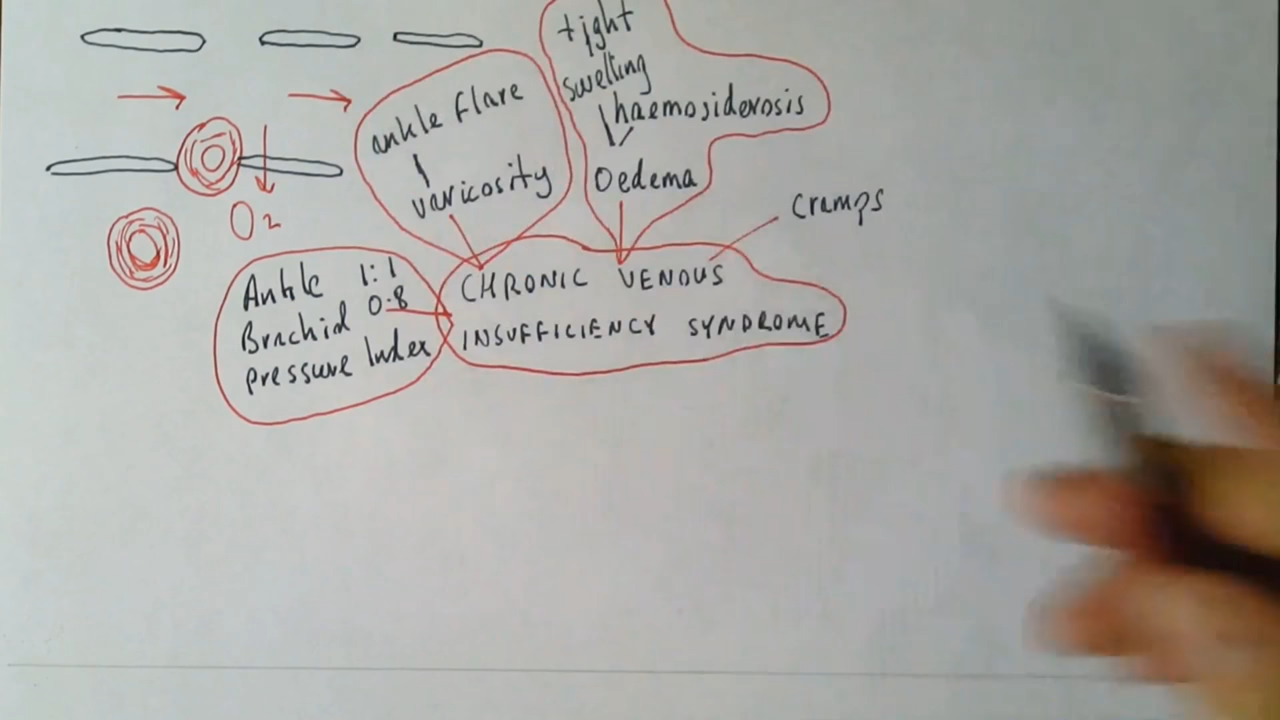 tight
swelling
haemosiderosis
Oedema
ankle flare
varicosity
cramps
O2
Ankle 1:1
Brachial 0.8
pressure Index
CHRONIC VENOUS
INSUFFICIENCY SYNDROME